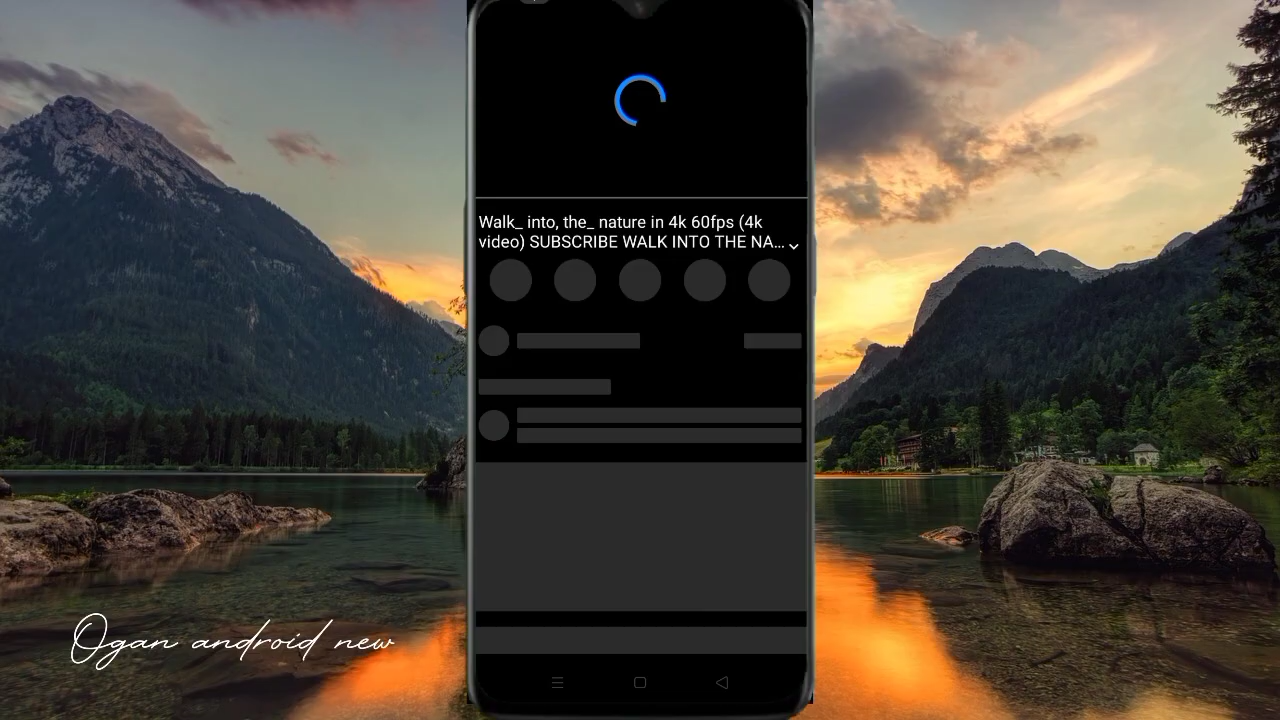 Walk_ into, the_ nature in 4k 60fps (4k
video) SUBSCRIBE WALK INTO THE NA...
Ogan android new